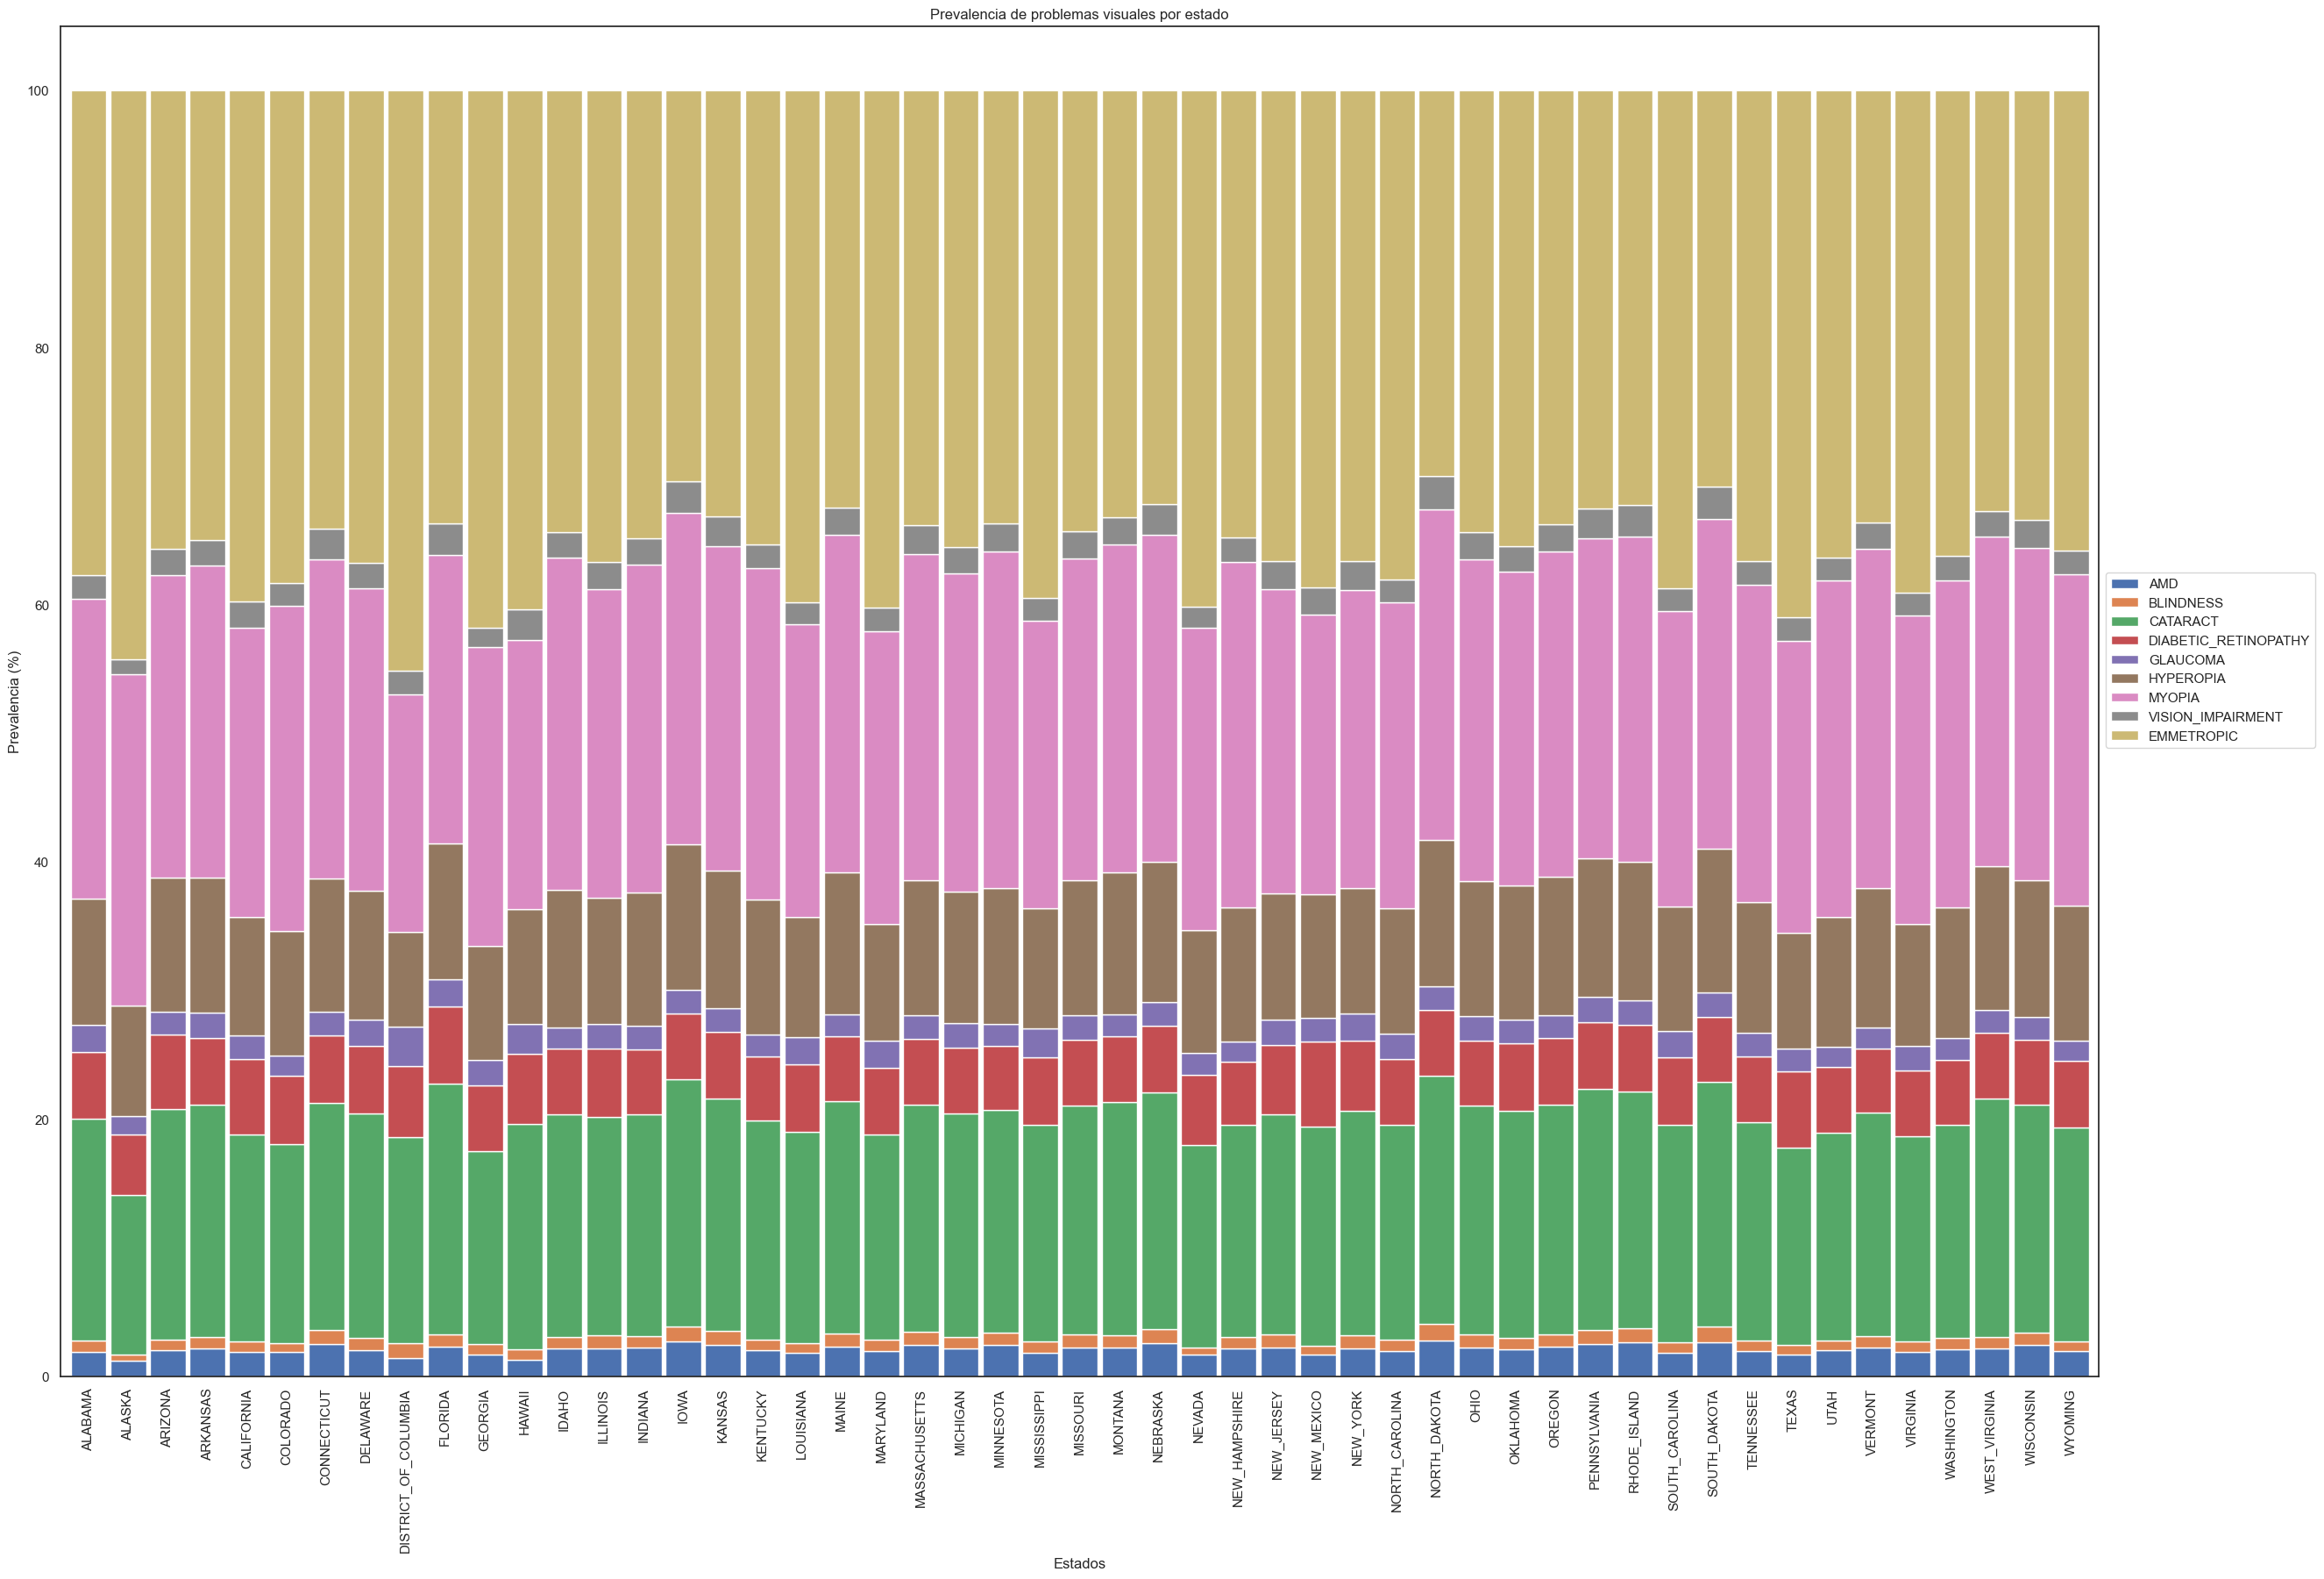 Prevalencia de problemas visuales por estado
Prevalencia (%)
100
80
60
40
20
0
ALABAMA
ALASKA
ARIZONA
ARKANSAS
CALIFORNIA
COLORADO
CONNECTICUT
DELAWARE
DISTRICT_OF_COLUMBIA
FLORIDA
GEORGIA
HAWAII
IDAHO
ILLINOIS
INDIANA
IOWA
KANSAS
KENTUCKY
LOUISIANA
MAINE
MARYLAND
MASSACHUSETTS
MICHIGAN
MINNESOTA
MISSISSIPPI
MISSOURI
MONTANA
NEBRASKA
NEVADA
NEW_HAMPSHIRE
NEW_JERSEY
NEW_MEXICO
NEW_YORK
NORTH_CAROLINA
NORTH_DAKOTA
OHIO
OKLAHOMA
OREGON
PENNSYLVANIA
RHODE_ISLAND
SOUTH_CAROLINA
SOUTH_DAKOTA
TENNESSEE
TEXAS
UTAH
VERMONT
VIRGINIA
WASHINGTON
WEST_VIRGINIA
WISCONSIN
WYOMING
Estados
AMD
BLINDNESS
CATARACT
DIABETIC_RETINOPATHY
GLAUCOMA
HYPEROPIA
MYOPIA
VISION_IMPAIRMENT
EMMETROPIC